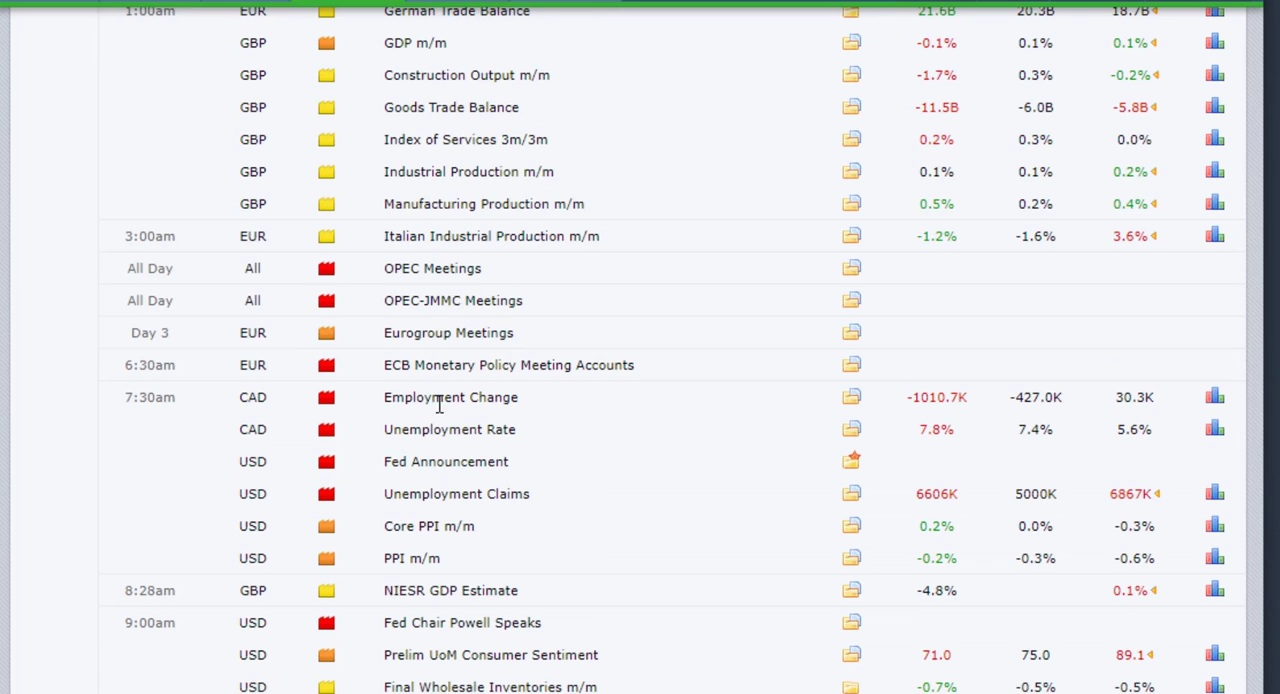 1:00am EUR German Trade Balance 21.6B 20.3B 18.7B
GBP GDP m/m -0.1% 0.1% 0.1%
GBP Construction Output m/m -1.7% 0.3% -0.2%
GBP Goods Trade Balance -11.5B -6.0B -5.8B
GBP Index of Services 3m/3m 0.2% 0.3% 0.0%
GBP Industrial Production m/m 0.1% 0.1% 0.2%
GBP Manufacturing Production m/m 0.5% 0.2% 0.4%
3:00am EUR Italian Industrial Production m/m -1.2% -1.6% 3.6%
All Day All OPEC Meetings
All Day All OPEC-JMMC Meetings
Day 3 EUR Eurogroup Meetings
6:30am EUR ECB Monetary Policy Meeting Accounts
7:30am CAD Employment Change -1010.7K -427.0K 30.3K
CAD Unemployment Rate 7.8% 7.4% 5.6%
USD Fed Announcement
USD Unemployment Claims 6606K 5000K 6867K
USD Core PPI m/m 0.2% 0.0% -0.3%
USD PPI m/m -0.2% -0.3% -0.6%
8:28am GBP NIESR GDP Estimate -4.8% 0.1%
9:00am USD Fed Chair Powell Speaks
USD Prelim UoM Consumer Sentiment 71.0 75.0 89.1
USD Final Wholesale Inventories m/m -0.7% -0.5% -0.5%